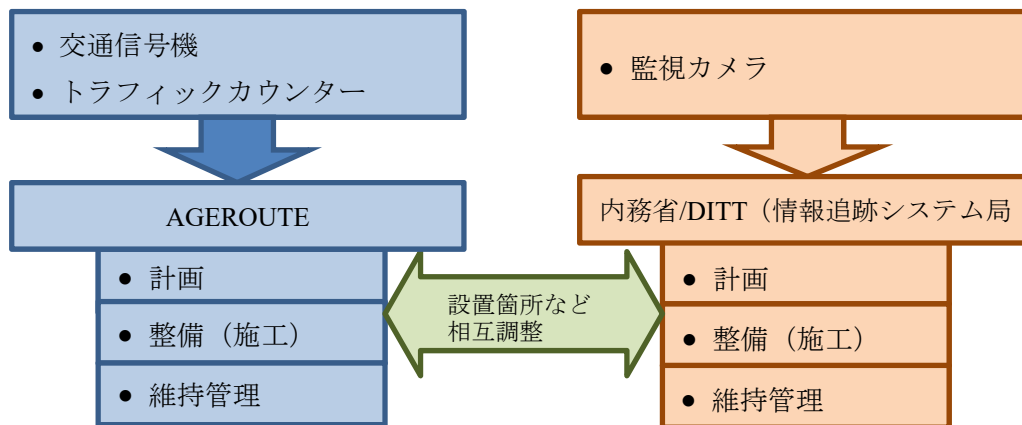 交通信号機
トラフィックカウンター
AGEROUTE
計画
整備（施工）
維持管理
設置箇所など
相互調整
監視カメラ
内務省/DITT（情報追跡システム局
計画
整備（施工）
維持管理